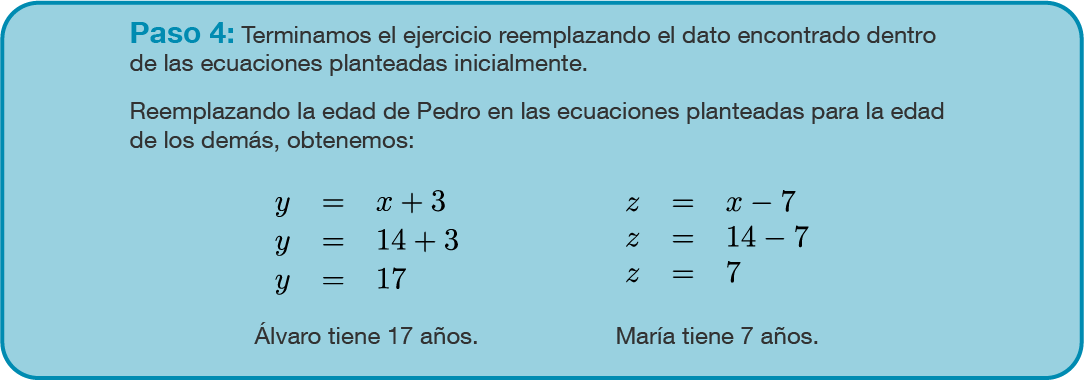 Paso 4: Terminamos el ejercicio reemplazando el dato encontrado dentro
de las ecuaciones planteadas inicialmente.
Reemplazando la edad de Pedro en las ecuaciones planteadas para la edad
de los demás, obtenemos:
y = x + 3
y = 14 + 3
y = 17
Álvaro tiene 17 años.
z = x − 7
z = 14 − 7
z = 7
María tiene 7 años.